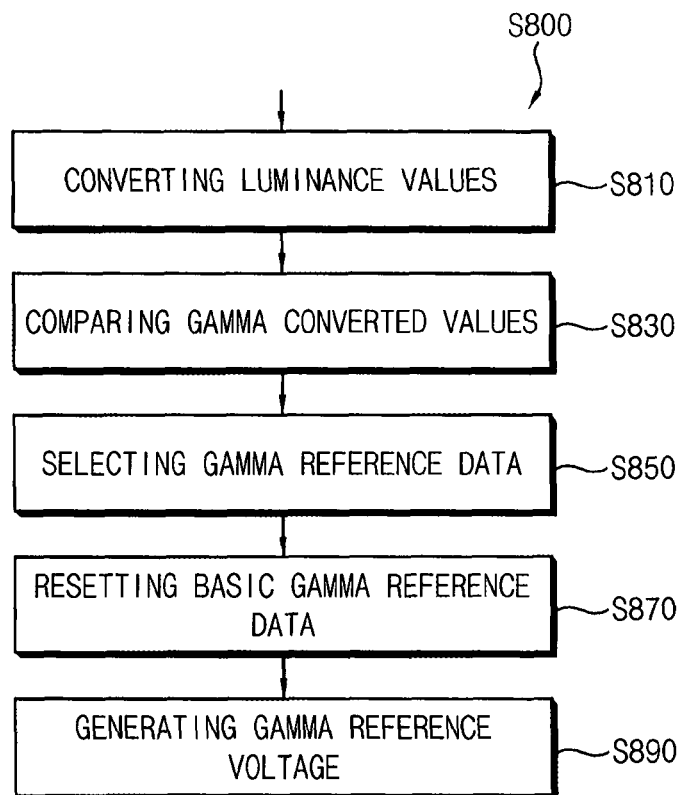 S800
CONVERTING LUMINANCE VALUES
S810
COMPARING GAMMA CONVERTED VALUES
S830
SELECTING GAMMA REFERENCE DATA
S850
RESETTING BASIC GAMMA REFERENCE
DATA
S870
GENERATING GAMMA REFERENCE
VOLTAGE
S890